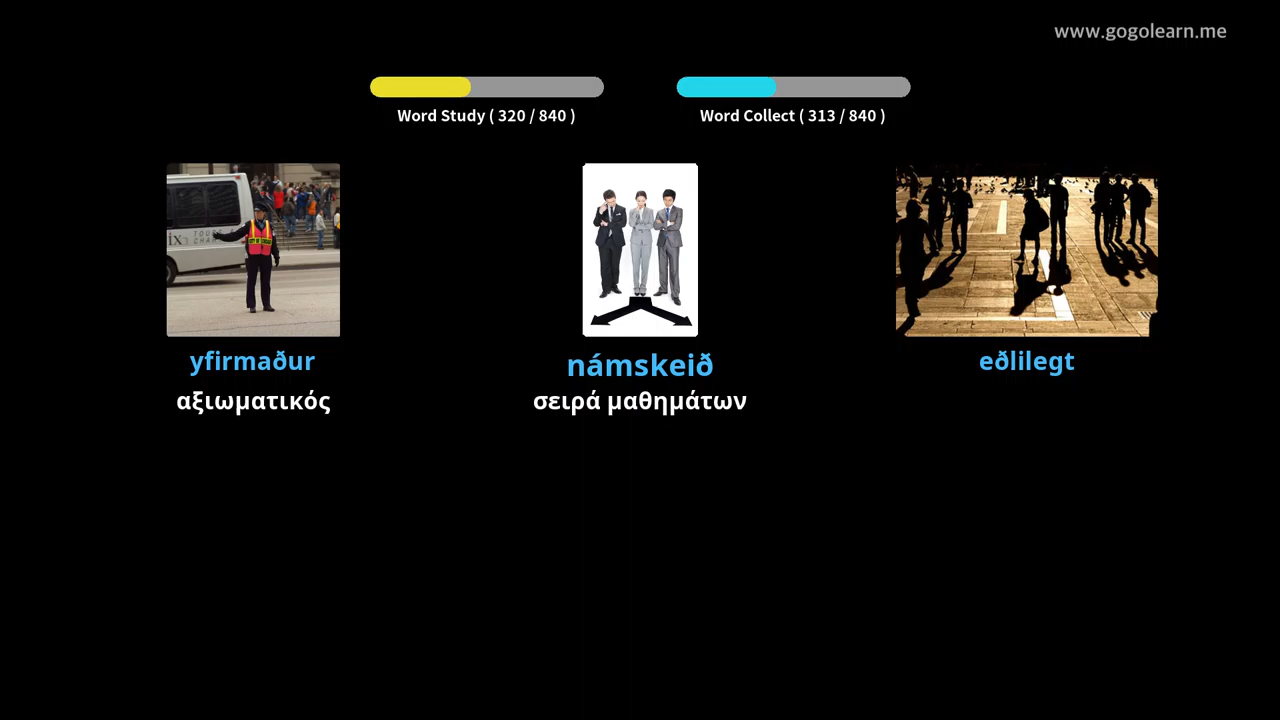 www.gogolearn.me
Word Study ( 320 / 840 )
Word Collect ( 313 / 840 )
yfirmaður
námskeið
eðlilegt
αξιωματικός
σειρά μαθημάτων